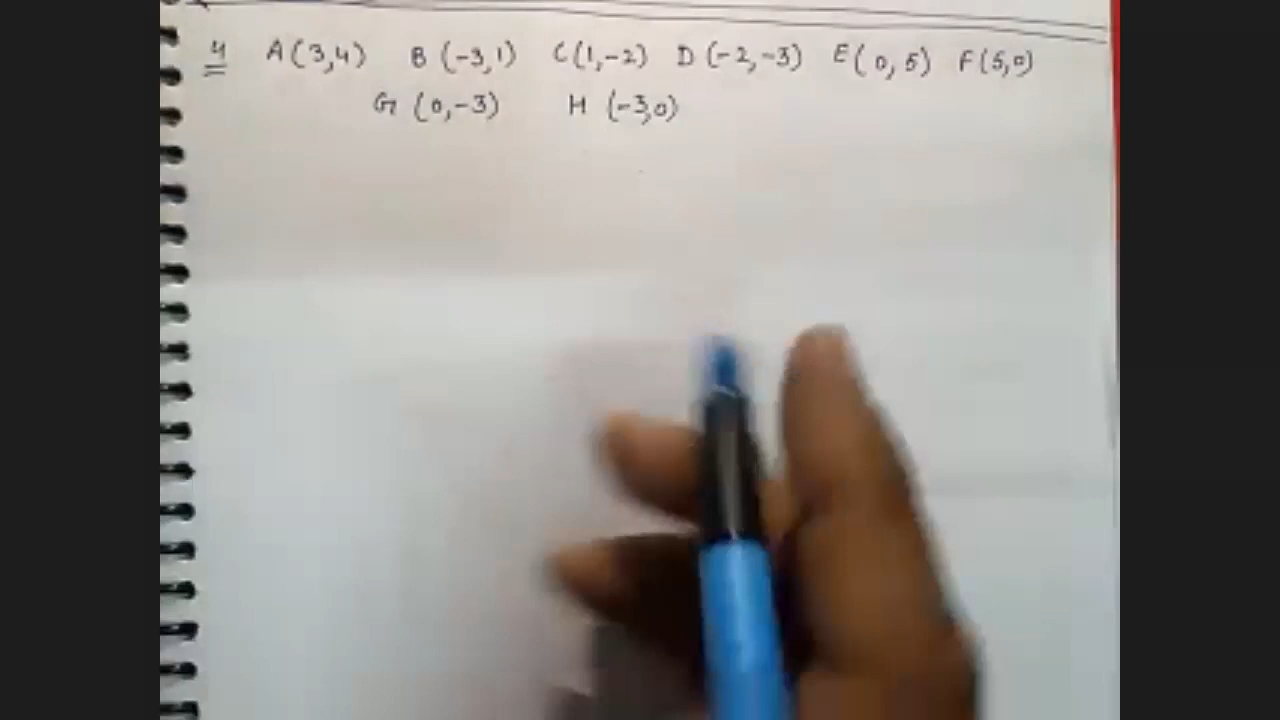 4 A(3,4) B(-3,1) C(1,-2) D(-2,-3) E(0,5) F(5,0)
G(0,-3) H(-3,0)